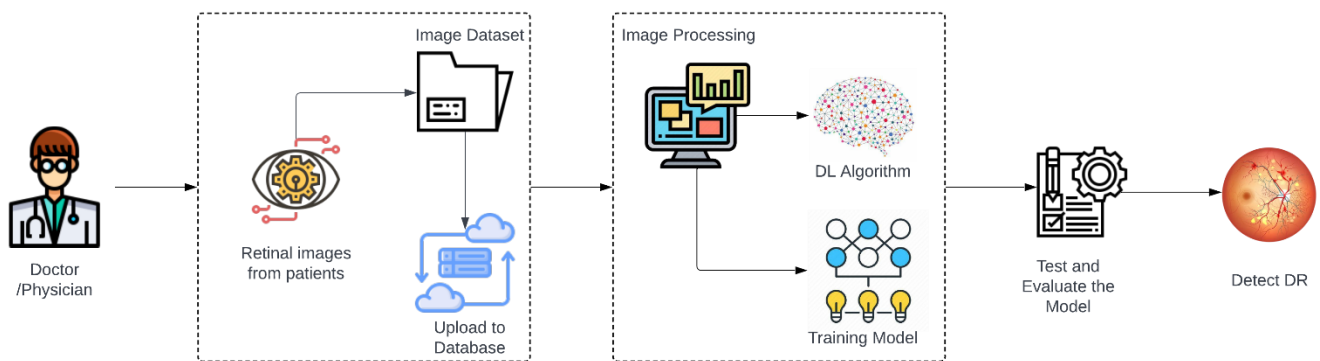 Doctor
/Physician
Image Dataset
Retinal images
from patients
Upload to
Database
Image Processing
DL Algorithm
Training Model
Test and
Evaluate the
Model
Detect DR